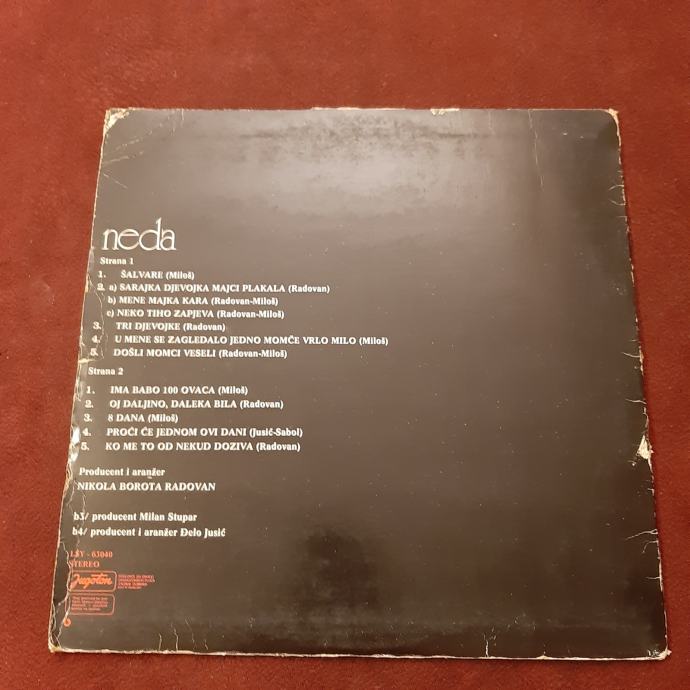 neda
Strana 1
1. ŠALVARE (Miloš)
2. a) SARAJKA DJEVOJKA MAJCI PLAKALA (Radovan)
b) MENE MAJKA KARA (Radovan-Miloš)
c) NEKO TIHO ZAPJEVA (Radovan-Miloš)
3. TRI DJEVOJKE (Radovan)
4. U MENE SE ZAGLEDALO JEDNO MOMČE VRLO MILO (Miloš)
5. DOŠLI MOMCI VESELI (Radovan-Miloš)
Strana 2
1. IMA BABO 100 OVACA (Miloš)
2. OJ DALJINO, DALEKA BILA (Radovan)
3. 8 DANA (Miloš)
4. PROĆI ĆE JEDNOM OVI DANI (Jusić-Sabol)
5. KO ME TO OD NEKUD DOZIVA (Radovan)
Producent i aranžer
NIKOLA BOROTA RADOVAN
b3/ producent Milan Stupar
b4/ producent i aranžer Đelo Jusić
LSY - 63040
STEREO
Jugoton